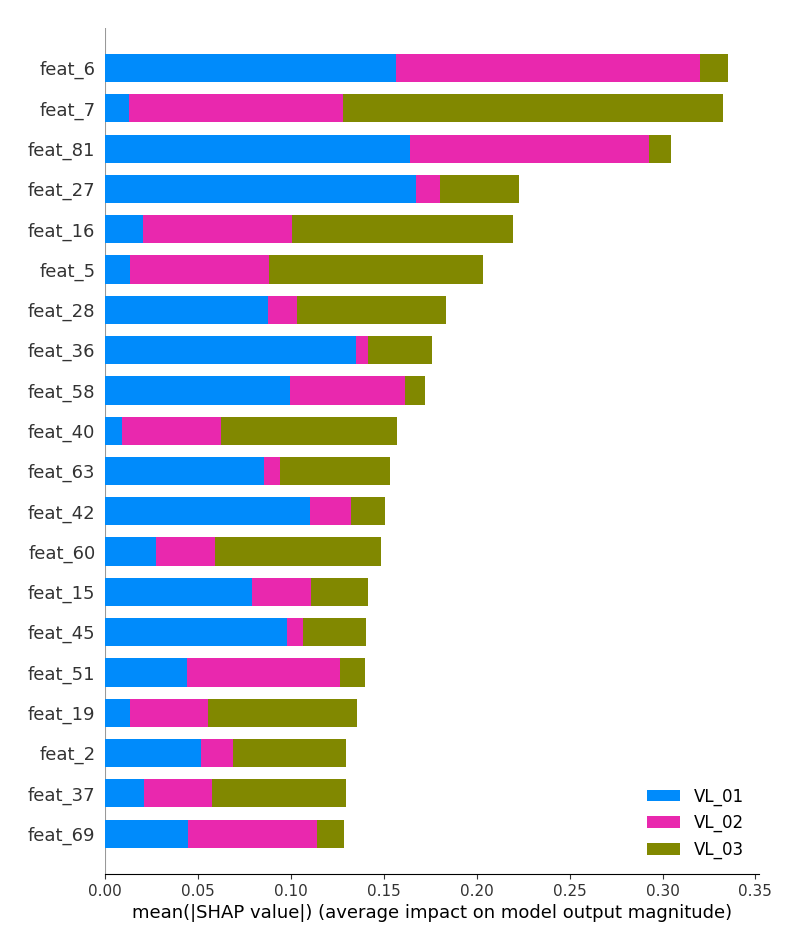 feat_6
feat_7
feat_81
feat_27
feat_16
feat_5
feat_28
feat_36
feat_58
feat_40
feat_63
feat_42
feat_60
feat_15
feat_45
feat_51
feat_19
feat_2
feat_37
feat_69
VL_01
VL_02
VL_03
0.00 0.05 0.10 0.15 0.20 0.25 0.30 0.35
mean(|SHAP value|) (average impact on model output magnitude)